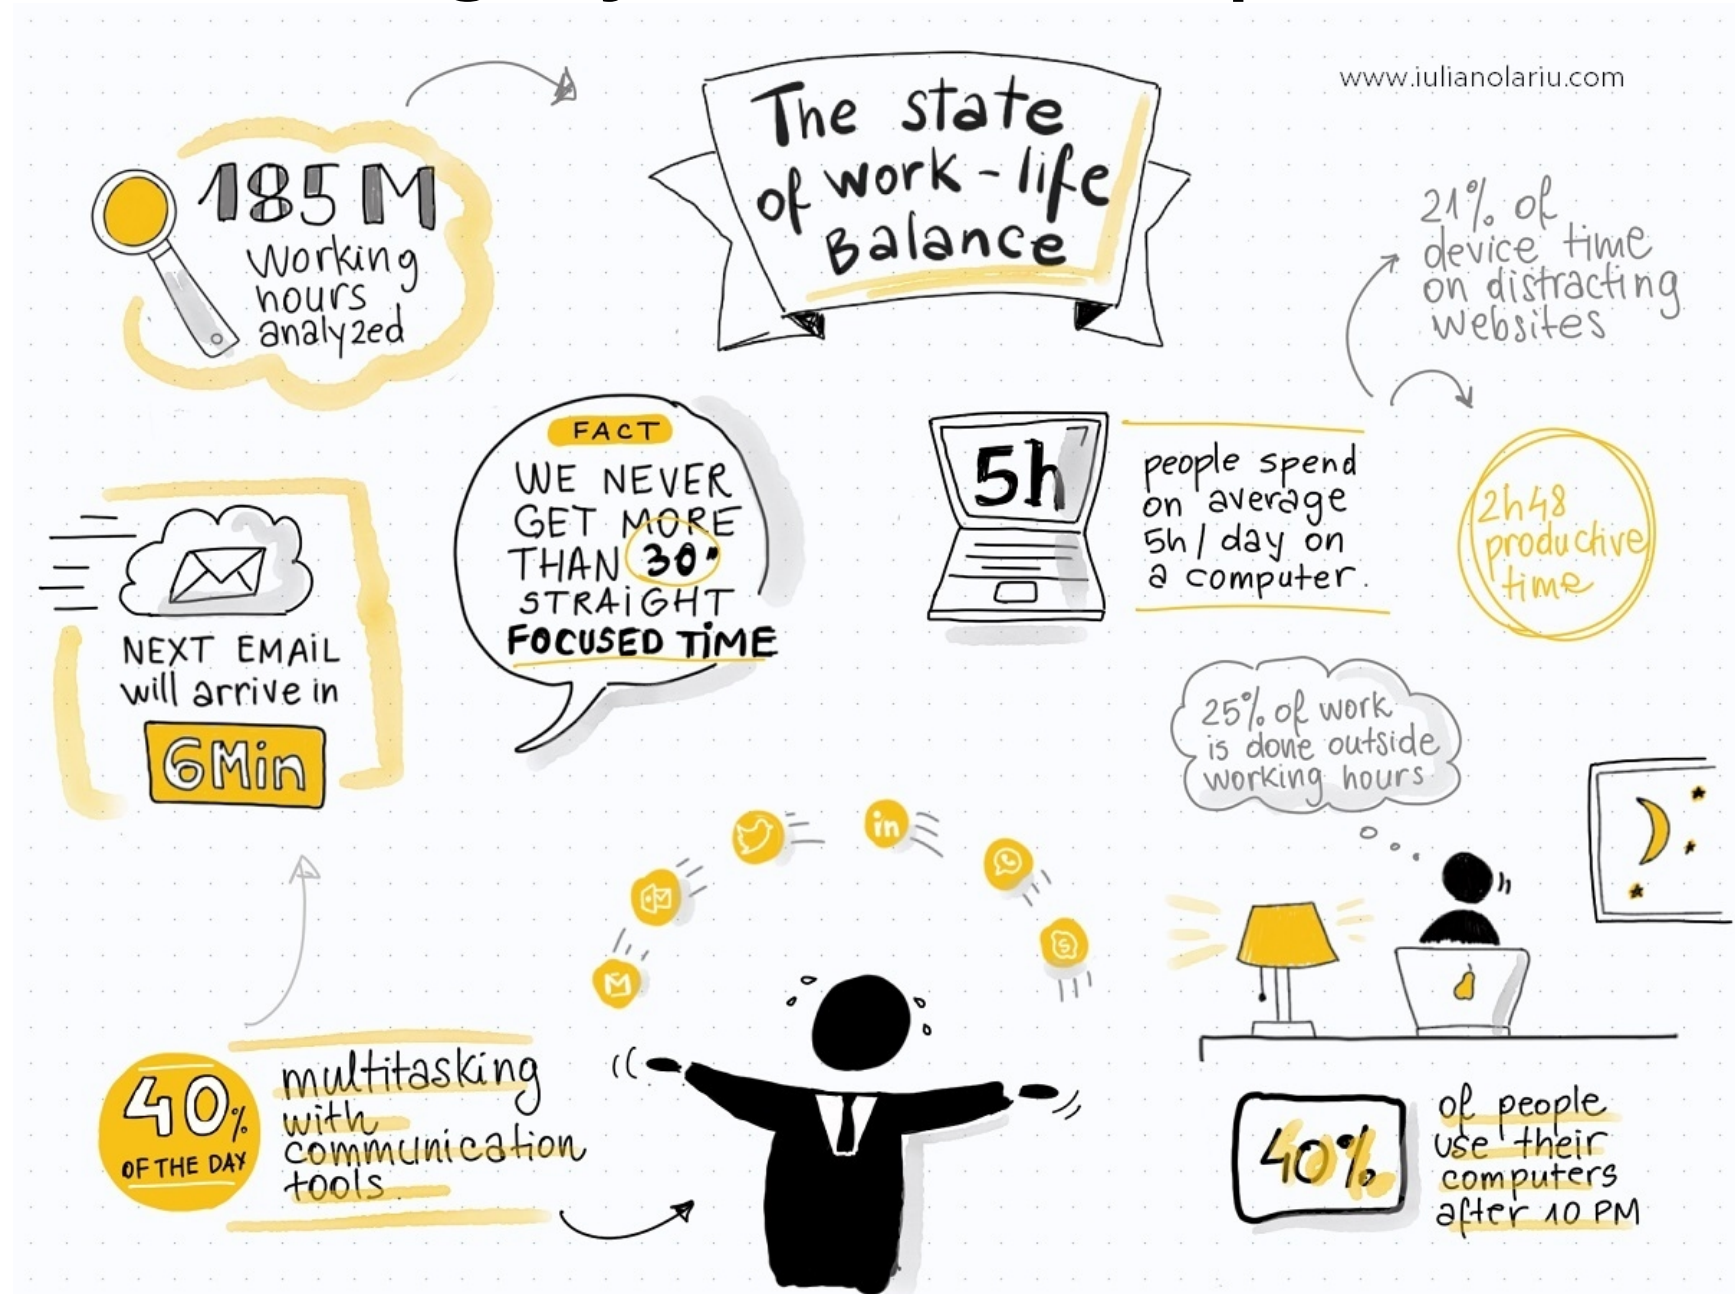 The state
of work-life
Balance
www.iulianolariu.com
185M
Working
hours
analyzed
21% of
device time
on distracting
websites
FACT
WE NEVER
GET MORE
THAN 30"
STRAIGHT
FOCUSED TIME
5h
people spend
on average
5h/day on
a computer.
2h48
productive
time
NEXT EMAIL
will arrive in
6Min
25% of work
is done outside
working hours
in
S
40%
OF THE DAY
multitasking
with
communication
tools
40%
of people
use their
computers
after 10 PM